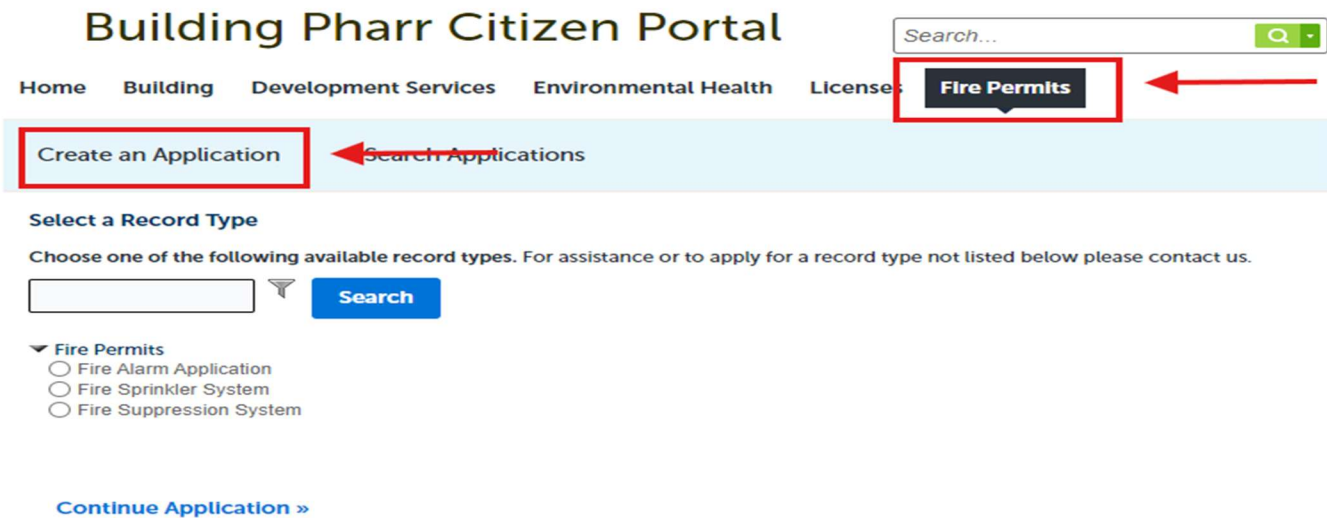 Building Pharr Citizen Portal
Search...
Home Building Development Services Environmental Health Licenses Fire Permits
Create an Application Search Applications
Select a Record Type
Choose one of the following available record types. For assistance or to apply for a record type not listed below please contact us.
Search
Fire Permits
Fire Alarm Application
Fire Sprinkler System
Fire Suppression System
Continue Application »